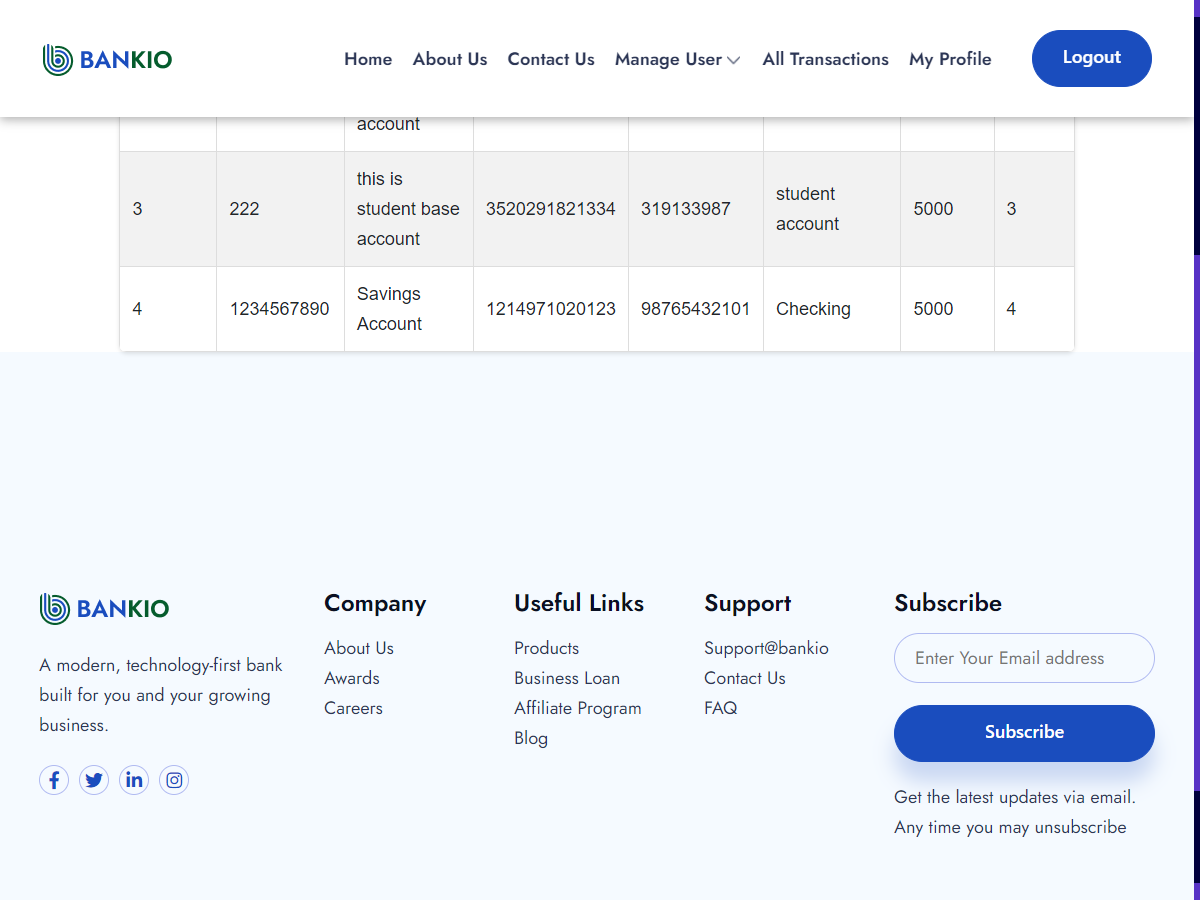 BANKIO
Home About Us Contact Us Manage User All Transactions My Profile Logout
account
3 222 this is student base account 3520291821334 319133987 student account 5000 3
4 1234567890 Savings Account 1214971020123 98765432101 Checking 5000 4
BANKIO
A modern, technology-first bank
built for you and your growing
business.
Company
About Us
Awards
Careers
Useful Links
Products
Business Loan
Affiliate Program
Blog
Support
Support@bankio
Contact Us
FAQ
Subscribe
Enter Your Email address
Subscribe
Get the latest updates via email.
Any time you may unsubscribe